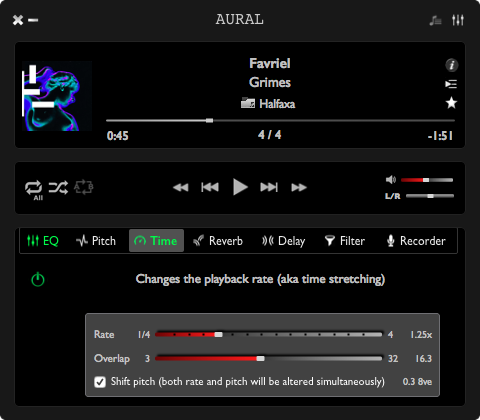 AURAL
Favriel
Grimes
Halfaxa
0:45 4 / 4 -1:51
All A B
L/R
EQ Pitch Time Reverb Delay Filter Recorder
Changes the playback rate (aka time stretching)
Rate 1/4 4 1.25x
Overlap 3 32 16.3
Shift pitch (both rate and pitch will be altered simultaneously) 0.3 8ve